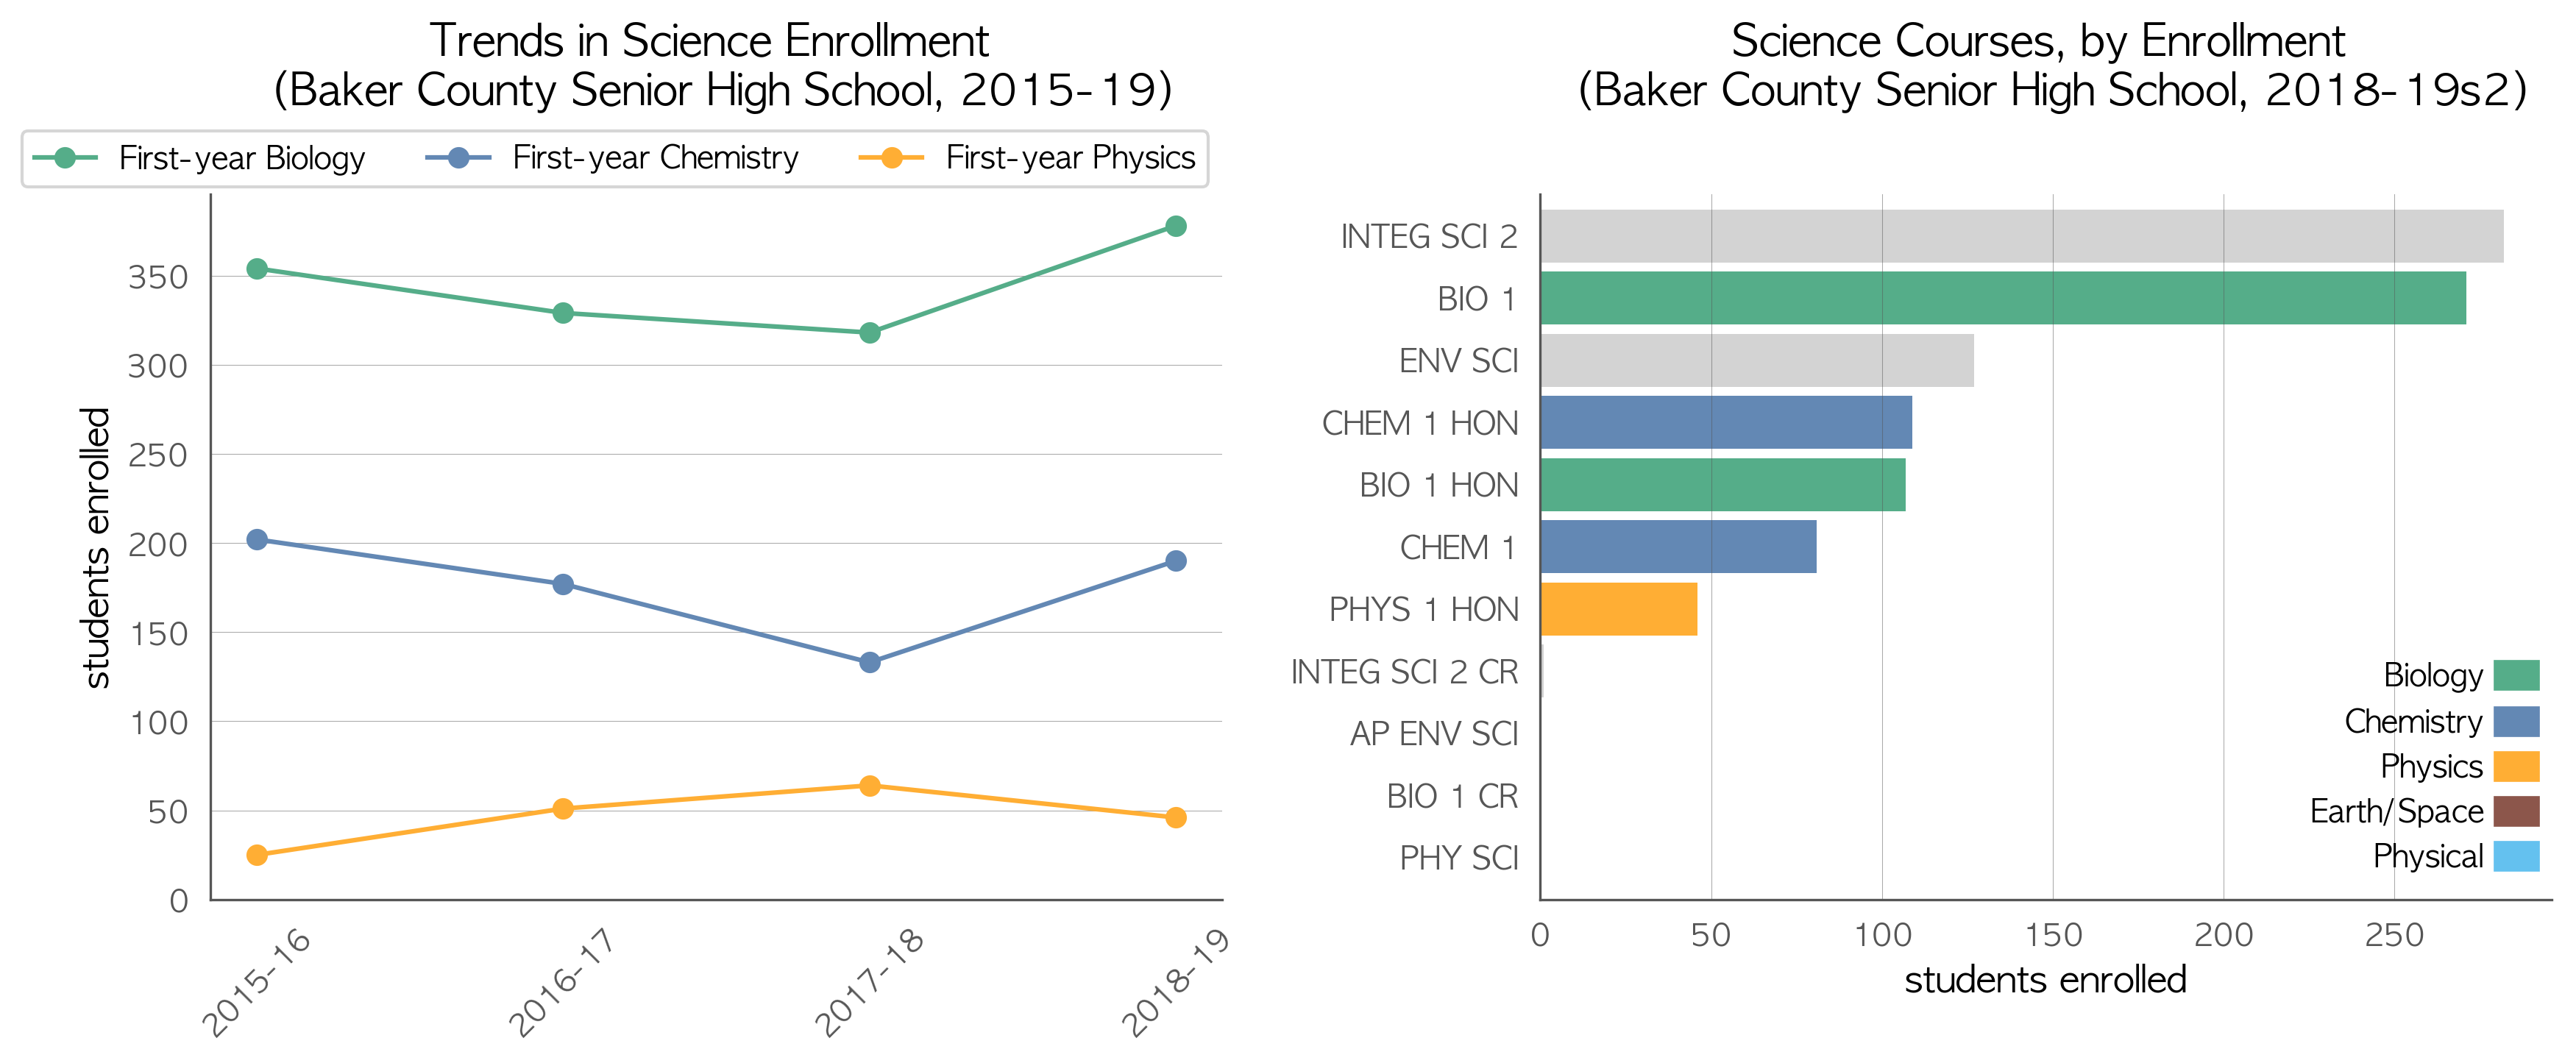 Trends in Science Enrollment
(Baker County Senior High School, 2015-19)
First-year Biology
First-year Chemistry
First-year Physics
350
300
250
200
150
100
50
0
students enrolled
2015-16
2016-17
2017-18
2018-19
Science Courses, by Enrollment
(Baker County Senior High School, 2018-19s2)
INTEG SCI 2
BIO 1
ENV SCI
CHEM 1 HON
BIO 1 HON
CHEM 1
PHYS 1 HON
INTEG SCI 2 CR
AP ENV SCI
BIO 1 CR
PHY SCI
Biology
Chemistry
Physics
Earth/Space
Physical
0
50
100
150
200
250
students enrolled